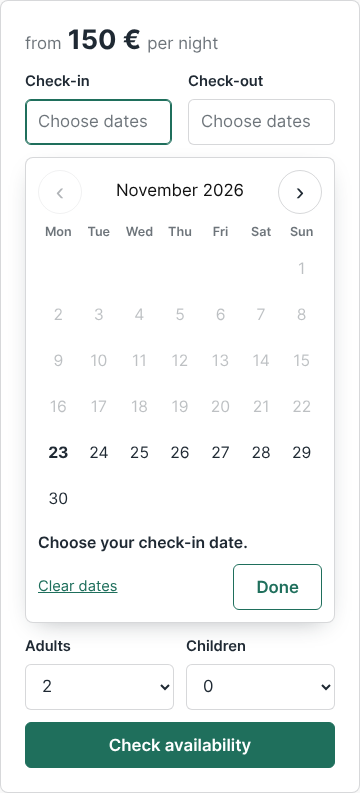 from 150 € per night
Check-in Check-out
Choose dates Choose dates
‹ November 2026 ›
Mon Tue Wed Thu Fri Sat Sun
1
2 3 4 5 6 7 8
9 10 11 12 13 14 15
16 17 18 19 20 21 22
23 24 25 26 27 28 29
30
Choose your check-in date.
Clear dates Done
Adults Children
2 0
Check availability